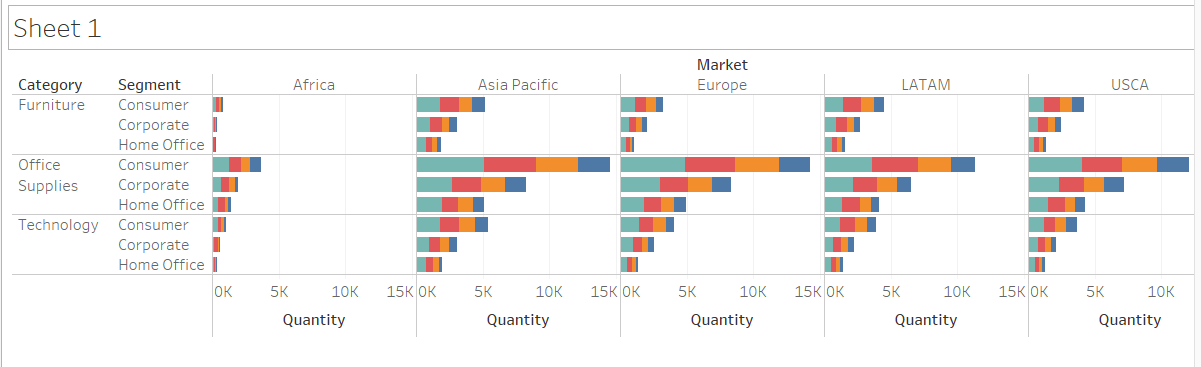 Sheet 1
Market
Category Segment Africa Asia Pacific Europe LATAM USCA
Furniture Consumer
Corporate
Home Office
Office Consumer
Supplies Corporate
Home Office
Technology Consumer
Corporate
Home Office
0K 5K 10K 15K 0K 5K 10K 15K 0K 5K 10K 15K 0K 5K 10K 15K 0K 5K 10K
Quantity Quantity Quantity Quantity Quantity